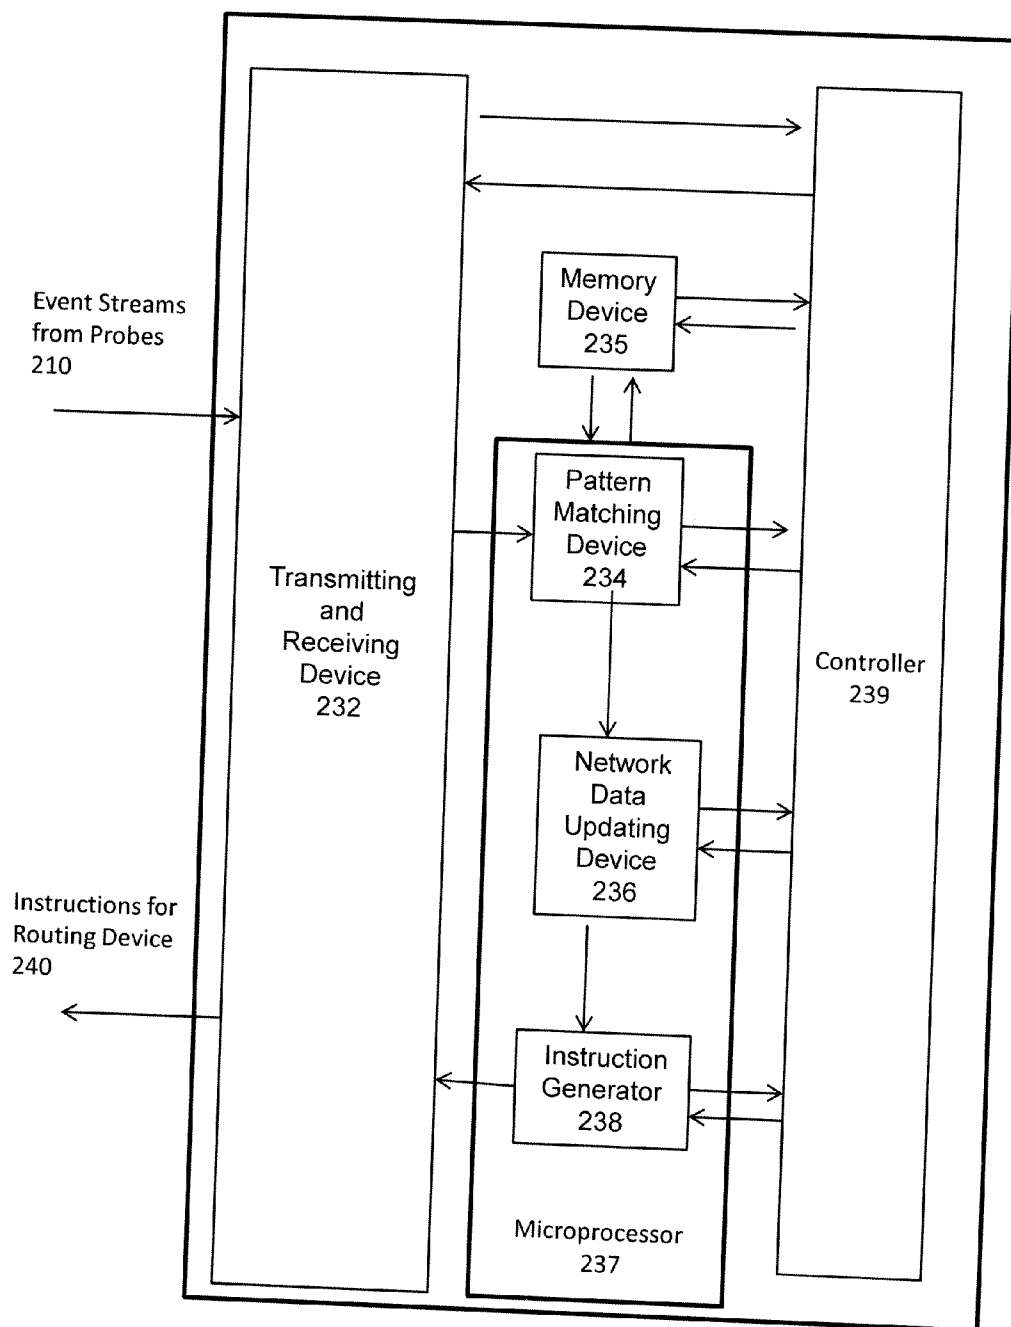 Event Streams
from Probes
210
Instructions for
Routing Device
240
Transmitting
and
Receiving
Device
232
Memory
Device
235
Pattern
Matching
Device
234
Network
Data
Updating
Device
236
Instruction
Generator
238
Microprocessor
237
Controller
239